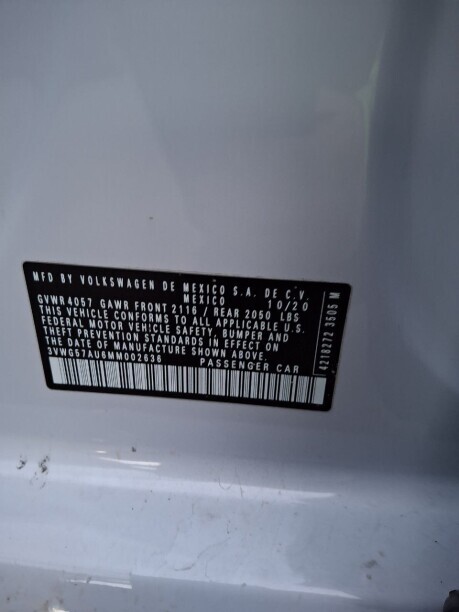 MFD BY VOLKSWAGEN DE MEXICO S.A. DE C.V.
MEXICO 10/20
GVWR 4057 GAWR FRONT 2116 / REAR 2050 LBS
THIS VEHICLE CONFORMS TO ALL APPLICABLE U.S.
FEDERAL MOTOR VEHICLE SAFETY, BUMPER AND
THEFT PREVENTION STANDARDS IN EFFECT ON
THE DATE OF MANUFACTURE SHOWN ABOVE.
3VWG57AU6MM002636 PASSENGER CAR
4218272 3505 M